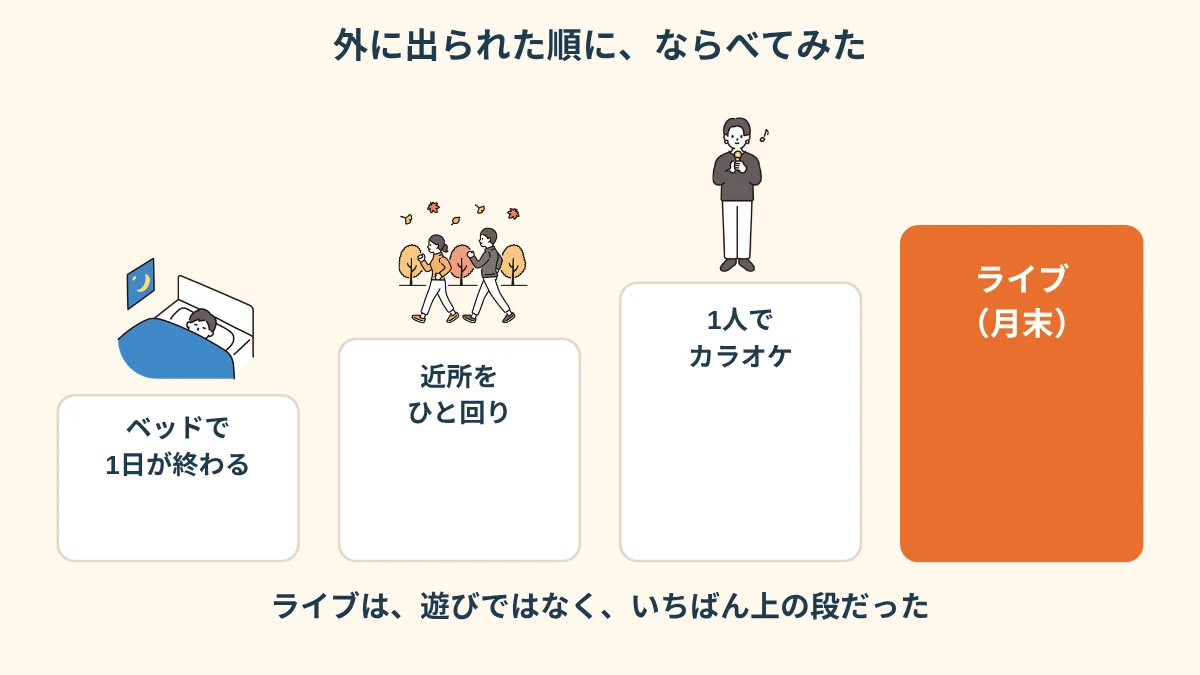 外に出られた順に、ならべてみた
ベッドで
1日が終わる
近所を
ひと回り
1人で
カラオケ
ライブ
（月末）
ライブは、遊びではなく、いちばん上の段だった